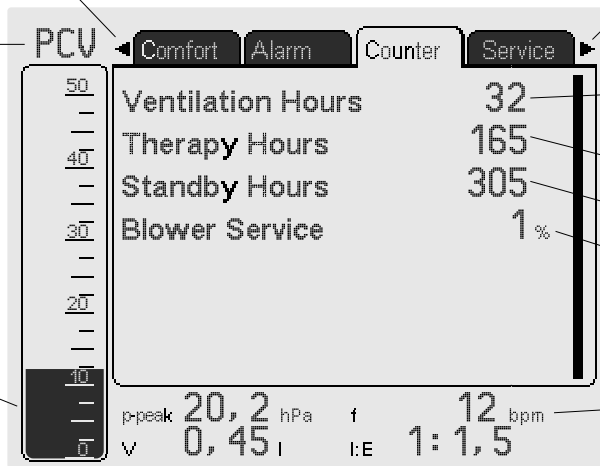 PCV
Comfort Alarm Counter Service
50
40
30
20
10
0
Ventilation Hours 32
Therapy Hours 165
Standby Hours 305
Blower Service 1 %
p-peak 20,2 hPa f 12 bpm
V 0,45 l I:E 1:1,5